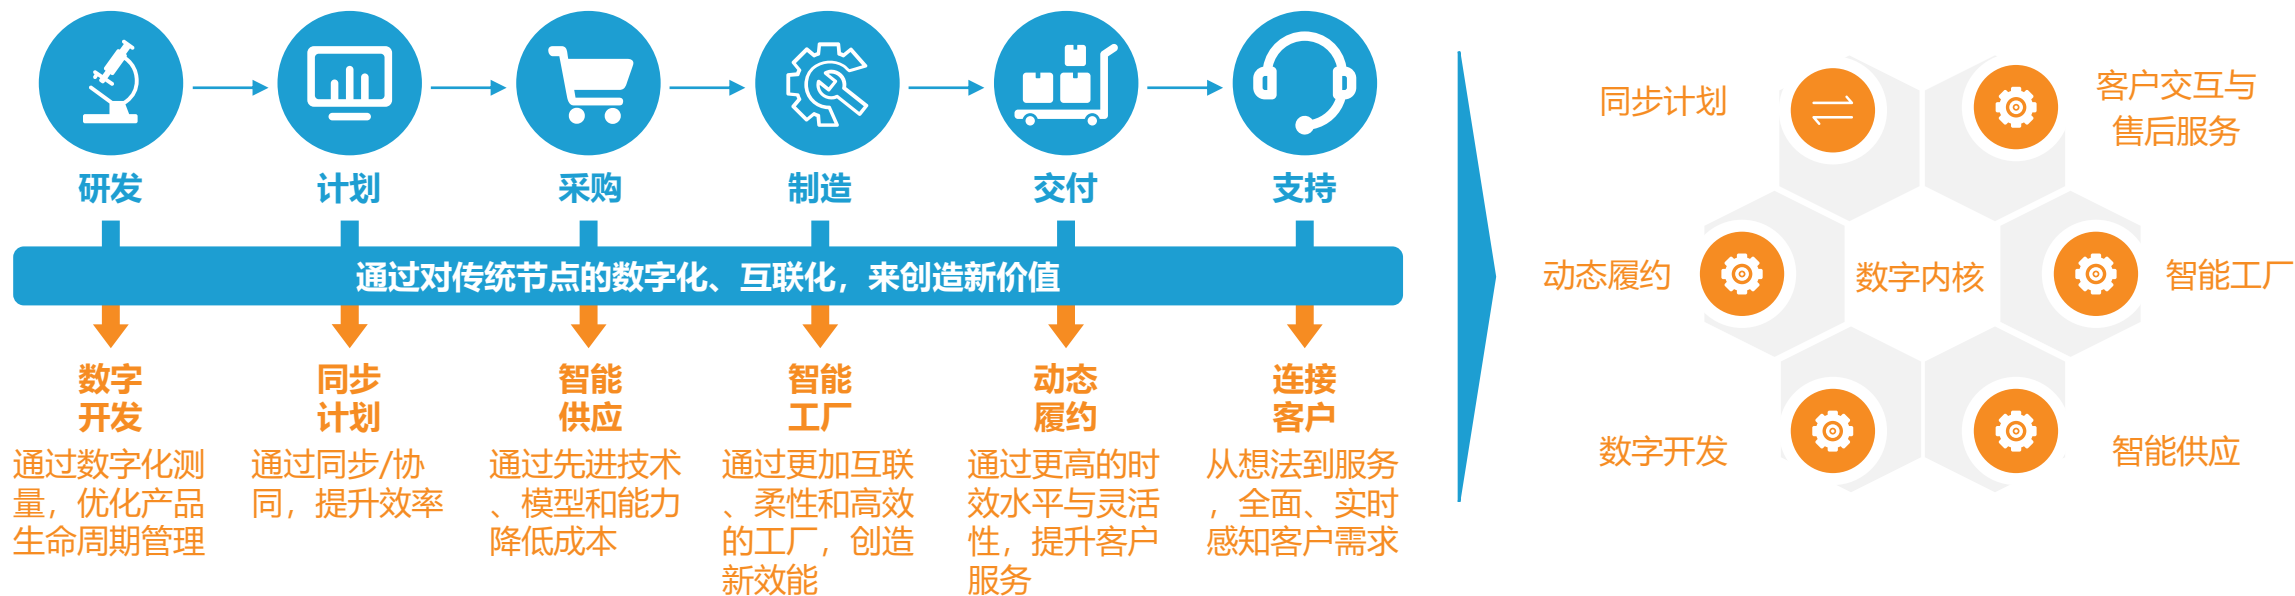 研发
计划
采购
制造
交付
支持
通过对传统节点的数字化、互联化，来创造新价值
数字
开发
通过数字化测
量，优化产品
生命周期管理
同步
计划
通过同步/协
同，提升效率
智能
供应
通过先进技术
、模型和能力
降低成本
智能
工厂
通过更加互联
、柔性和高效
的工厂，创造
新效能
动态
履约
通过更高的时
效水平与灵活
性，提升客户
服务
连接
客户
从想法到服务
，全面、实时
感知客户需求
同步计划
客户交互与
售后服务
动态履约
数字内核
智能工厂
数字开发
智能供应